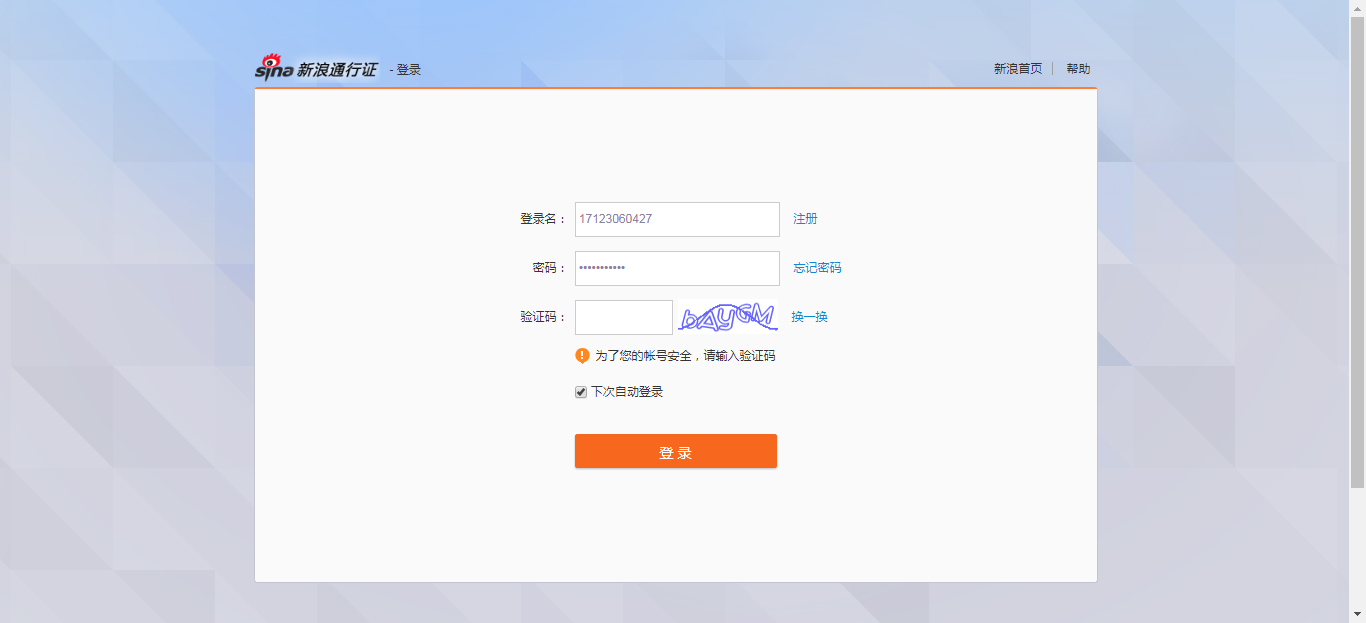 sina 新浪通行证 - 登录
新浪首页 | 帮助
登录名： 17123060427 注册
密码： ••••••••••• 忘记密码
验证码： bAYGM 换一换
为了您的帐号安全，请输入验证码
下次自动登录
登 录